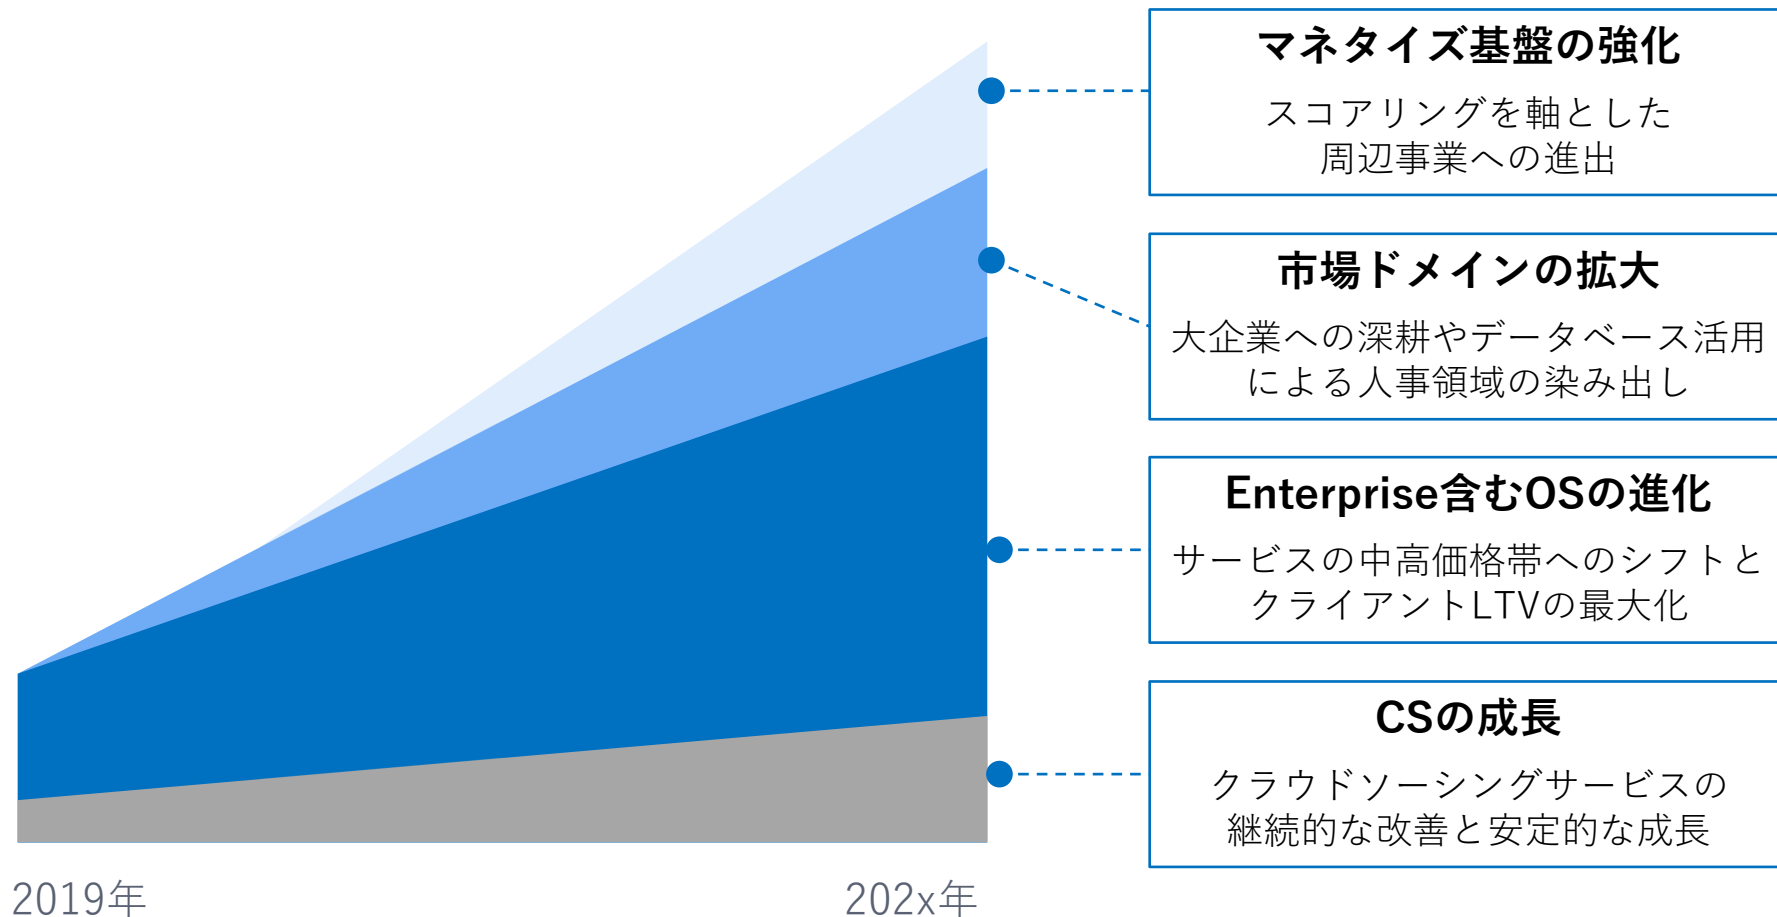 マネタイズ基盤の強化
スコアリングを軸とした
周辺事業への進出
市場ドメインの拡大
大企業への深耕やデータベース活用
による人事領域の染み出し
Enterprise含むOSの進化
サービスの中高価格帯へのシフトと
クライアントLTVの最大化
CSの成長
クラウドソーシングサービスの
継続的な改善と安定的な成長
2019年
202x年